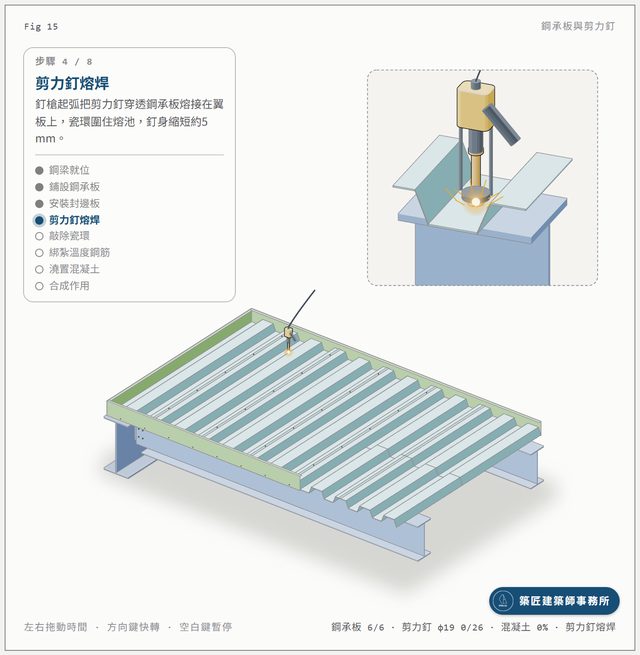 Fig 15
鋼承板與剪力釘
步驟 4 / 8
剪力釘熔焊
釘槍起弧把剪力釘穿透鋼承板熔接在翼
板上，瓷環圍住熔池，釘身縮短約5
mm。
鋼梁就位
鋪設鋼承板
安裝封邊板
剪力釘熔焊
敲除瓷環
綁紮溫度鋼筋
澆置混凝土
合成作用
築匠建築師事務所
左右拖動時間 · 方向鍵快轉 · 空白鍵暫停
鋼承板 6/6 · 剪力釘 φ19 0/26 · 混凝土 0% · 剪力釘熔焊